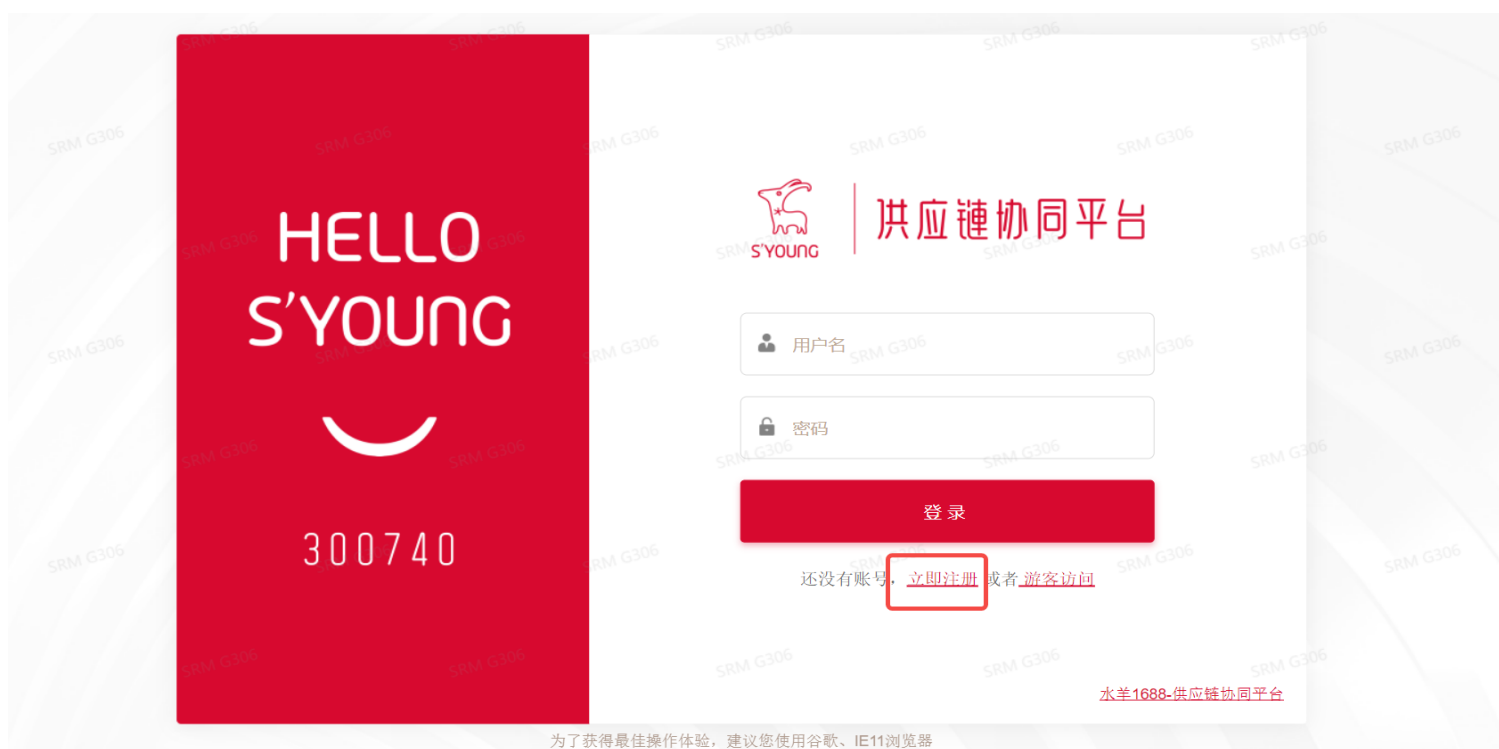 HELLO
S'YOUNG
300740
S'YOUNG
供应链协同平台
用户名
密码
登 录
还没有账号，立即注册 或者 游客访问
水羊1688-供应链协同平台
为了获得最佳操作体验，建议您使用谷歌、IE11浏览器
SRM G306